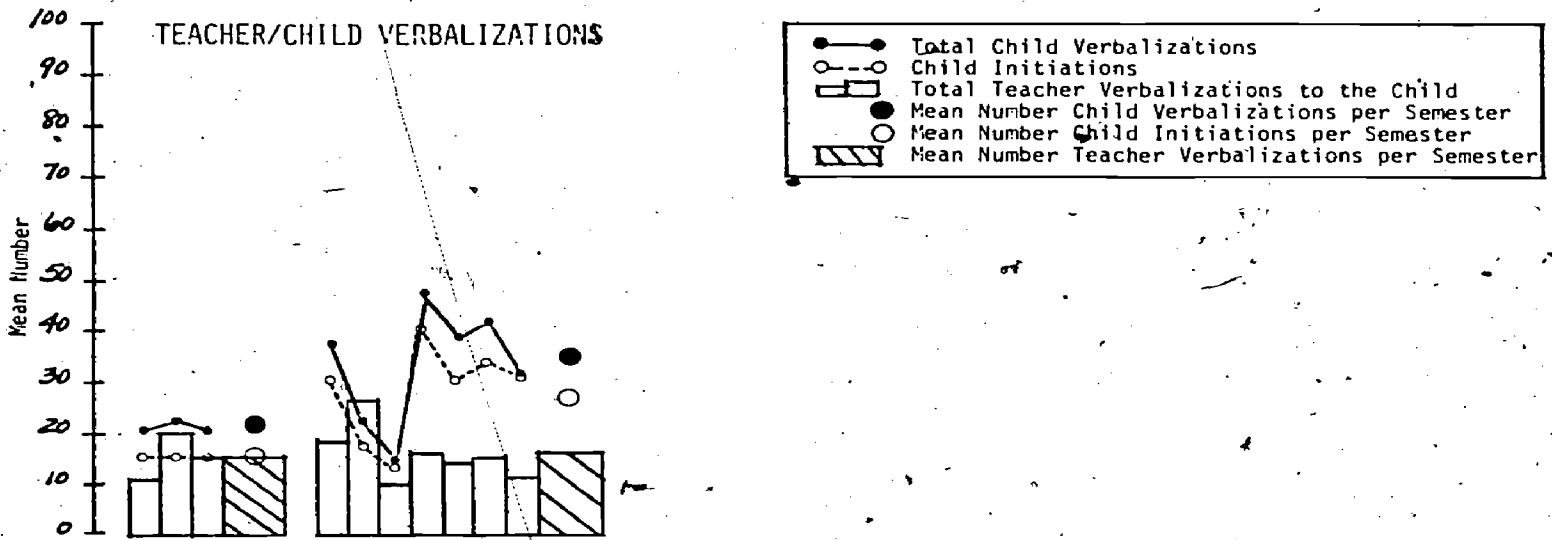 TEACHER/CHILD VERBALIZATIONS
100
90
80
70
60
50
40
30
20
10
0
Mean Number
Total Child Verbalizations
Child Initiations
Total Teacher Verbalizations to the Child
Mean Number Child Verbalizations per Semester
Mean Number Child Initiations per Semester
Mean Number Teacher Verbalizations per Semester